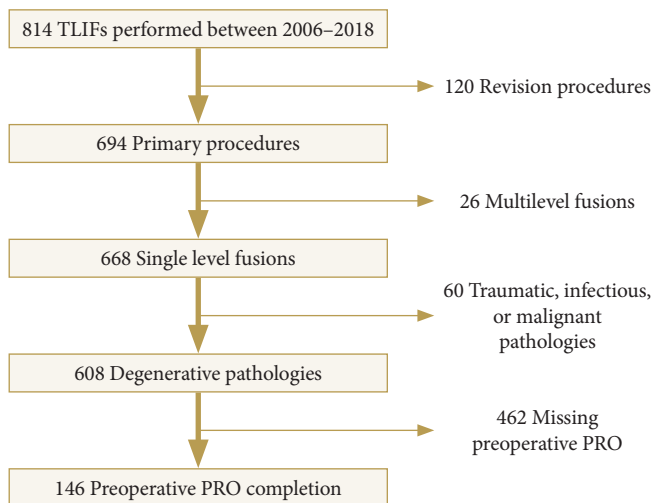 814 TLIFs performed between 2006–2018
120 Revision procedures
694 Primary procedures
26 Multilevel fusions
668 Single level fusions
60 Traumatic, infectious,
or malignant
pathologies
608 Degenerative pathologies
462 Missing
preoperative PRO
146 Preoperative PRO completion